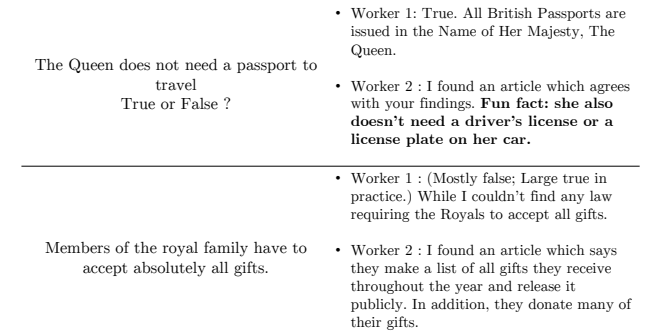 The Queen does not need a passport to
travel
True or False ?
• Worker 1: True. All British Passports are
issued in the Name of Her Majesty, The
Queen.
• Worker 2 : I found an article which agrees
with your findings. Fun fact: she also
doesn't need a driver's license or a
license plate on her car.
Members of the royal family have to
accept absolutely all gifts.
• Worker 1 : (Mostly false; Large true in
practice.) While I couldn't find any law
requiring the Royals to accept all gifts.
• Worker 2 : I found an article which says
they make a list of all gifts they receive
throughout the year and release it
publicly. In addition, they donate many of
their gifts.